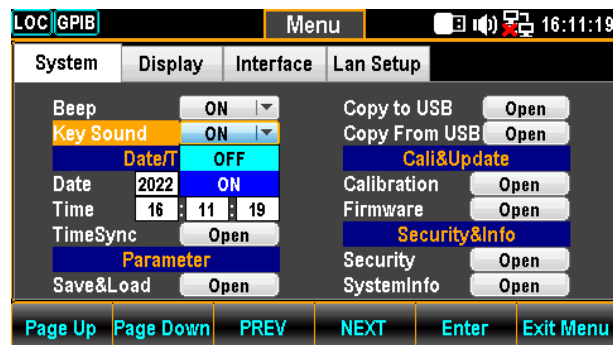 LOC GPIB Menu 16:11:19
System Display Interface Lan Setup
Beep ON Copy to USB Open
Key Sound ON Copy From USB Open
Date/T OFF Cali&Update
Date 2022 ON Calibration Open
Time 16 : 11 : 19 Firmware Open
TimeSync Open Security&Info
Parameter Security Open
Save&Load Open SystemInfo Open
Page Up Page Down PREV NEXT Enter Exit Menu